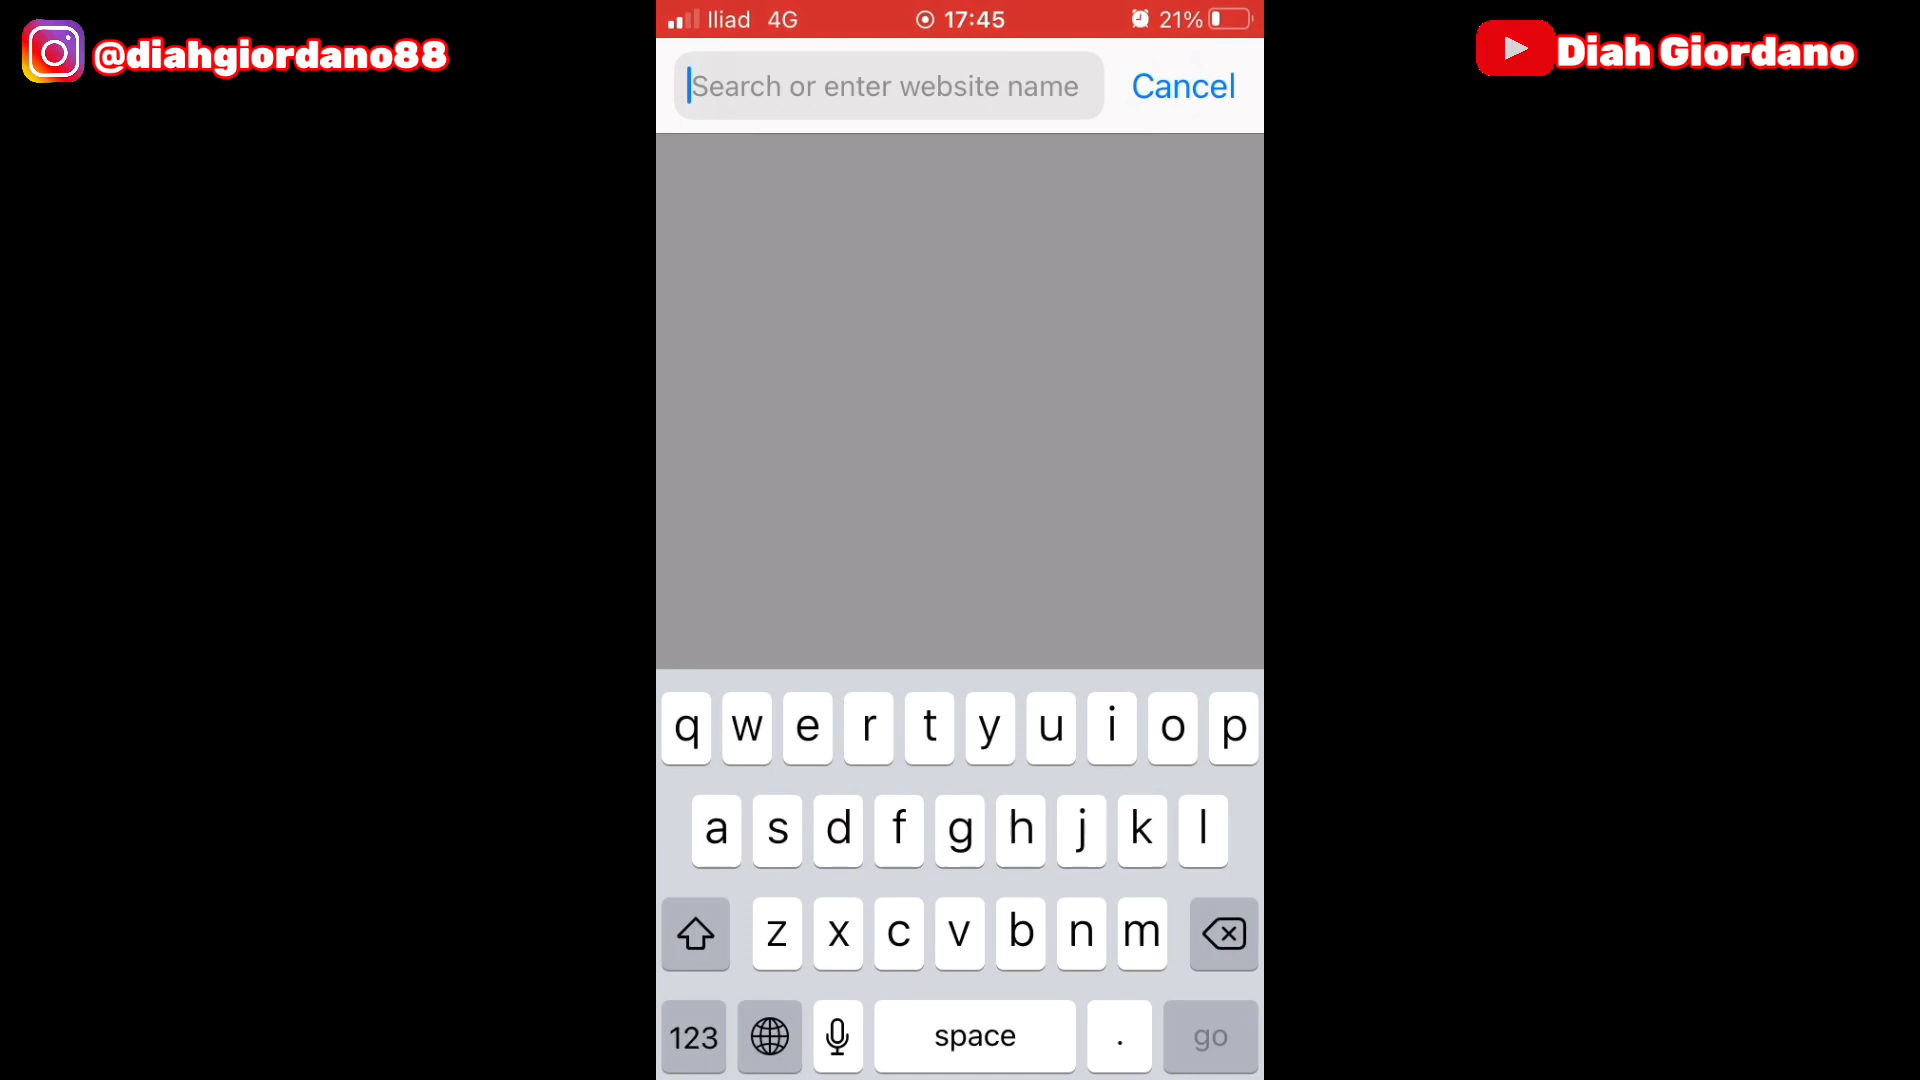 @diahgiordano88
Diah Giordano
Iliad 4G 17:45 21%
Search or enter website name Cancel
q w e r t y u i o p
a s d f g h j k l
z x c v b n m
123 space . go